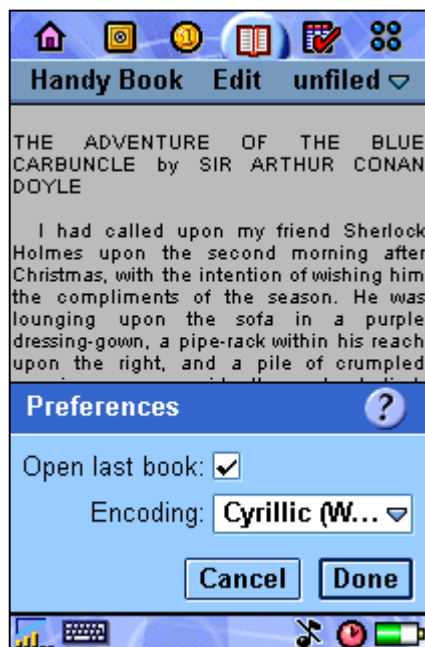 Handy Book Edit unfiled
THE ADVENTURE OF THE BLUE
CARBUNCLE by SIR ARTHUR CONAN
DOYLE
I had called upon my friend Sherlock
Holmes upon the second morning after
Christmas, with the intention of wishing him
the compliments of the season. He was
lounging upon the sofa in a purple
dressing-gown, a pipe-rack within his reach
upon the right, and a pile of crumpled
Preferences ?
Open last book:
Encoding: Cyrillic (W...
Cancel Done